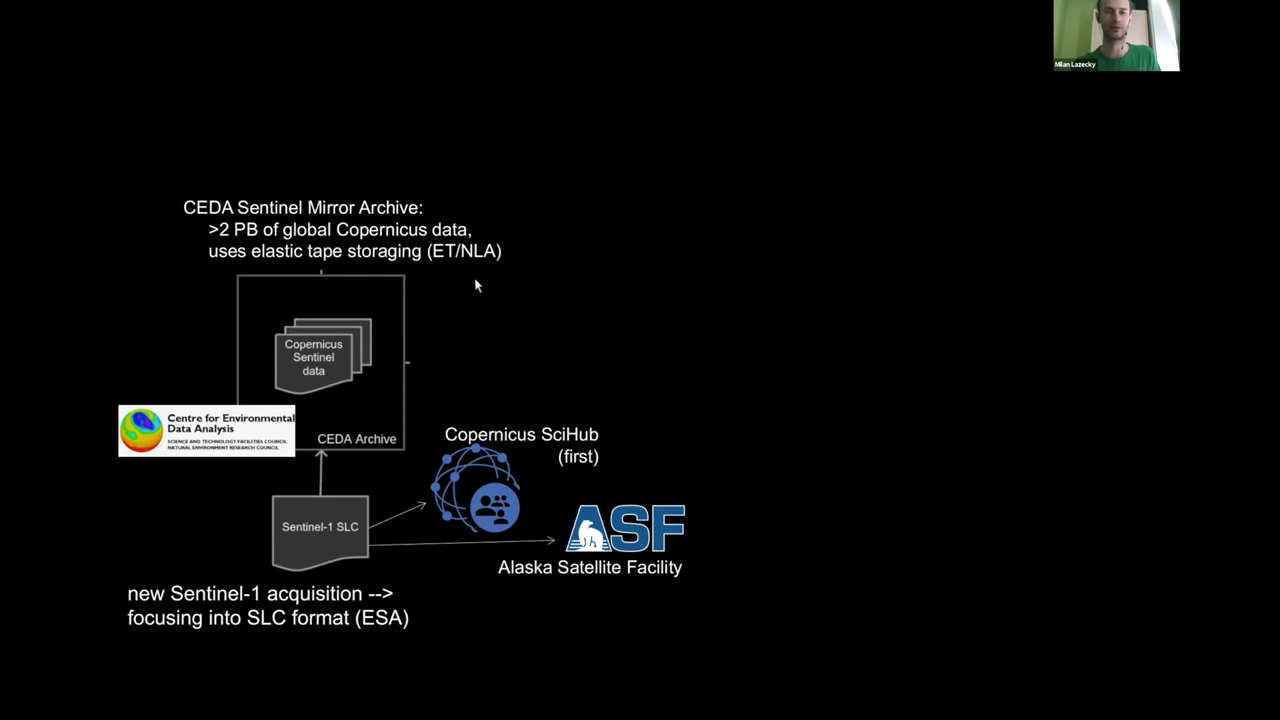 Milan Lazecky
CEDA Sentinel Mirror Archive:
>2 PB of global Copernicus data,
uses elastic tape storaging (ET/NLA)
Copernicus
Sentinel
data
Centre for Environmental
Data Analysis
SCIENCE AND TECHNOLOGY FACILITIES COUNCIL
NATURAL ENVIRONMENT RESEARCH COUNCIL
CEDA Archive
Copernicus SciHub
(first)
Sentinel-1 SLC
ASF
Alaska Satellite Facility
new Sentinel-1 acquisition -->
focusing into SLC format (ESA)